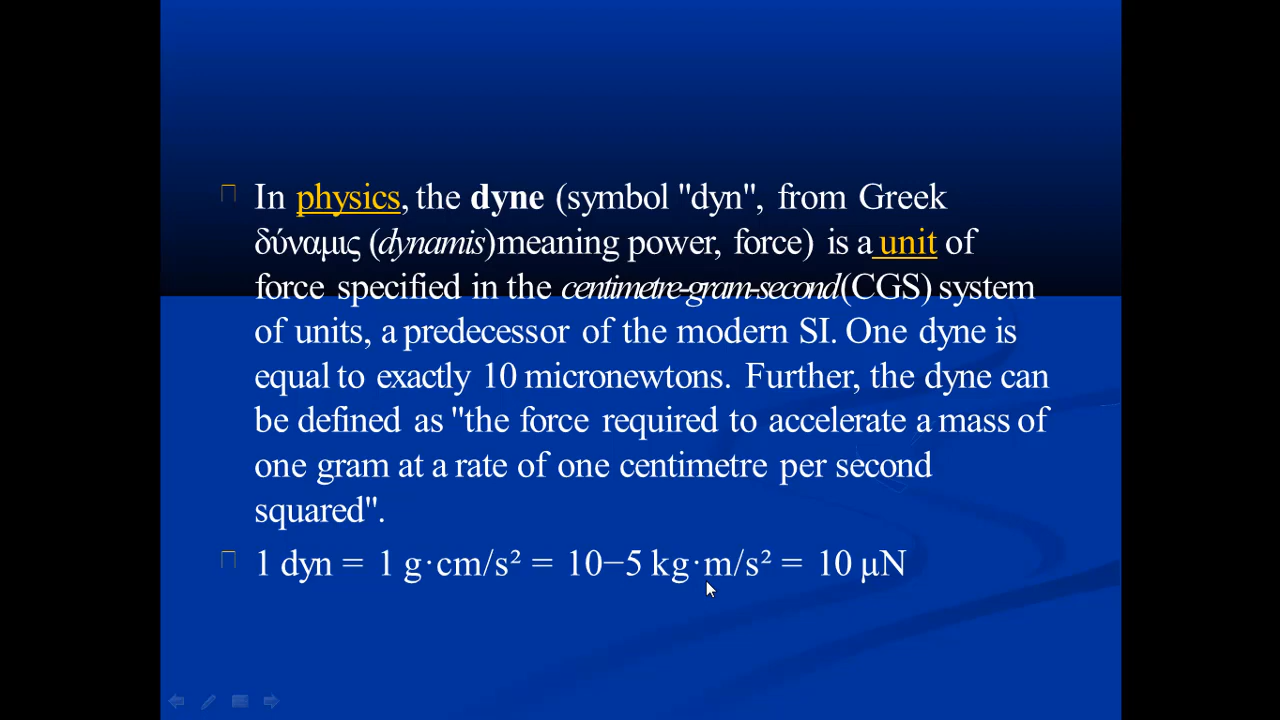 In physics, the dyne (symbol "dyn", from Greek
δύναμις (dynamis)meaning power, force) is a unit of
force specified in the centimetre-gram-second(CGS) system
of units, a predecessor of the modern SI. One dyne is
equal to exactly 10 micronewtons. Further, the dyne can
be defined as "the force required to accelerate a mass of
one gram at a rate of one centimetre per second
squared".
1 dyn = 1 g·cm/s² = 10−5 kg·m/s² = 10 µN